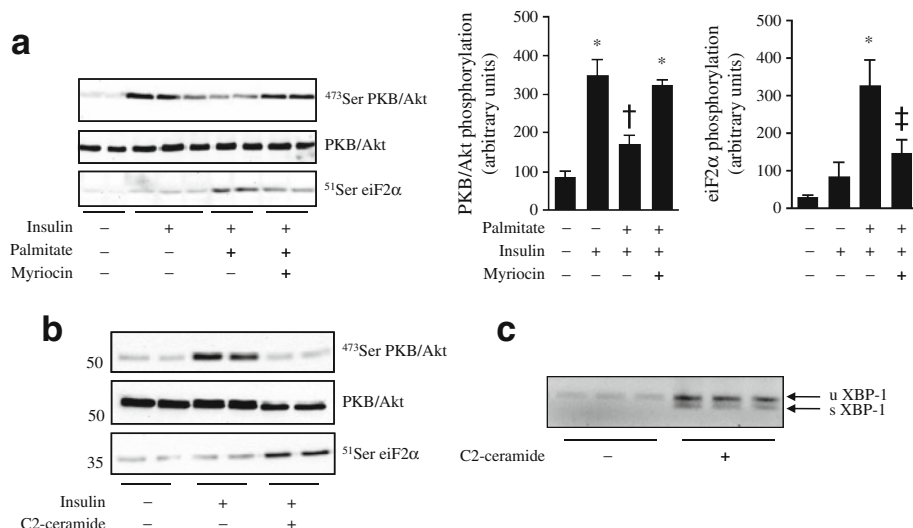 a
⁴⁷³Ser PKB/Akt
PKB/Akt
⁵¹Ser eiF2α
Insulin – + + +
Palmitate – – + +
Myriocin – – – +
PKB/Akt phosphorylation
(arbitrary units)
500
400
300
200
100
0
*
†
*
Palmitate – – + +
Insulin – + + +
Myriocin – – – +
eiF2α phosphorylation
(arbitrary units)
500
400
300
200
100
0
*
‡
– – + +
– + + +
– – – +
b
50
⁴⁷³Ser PKB/Akt
50
PKB/Akt
35
⁵¹Ser eiF2α
Insulin – + +
C2-ceramide – – +
c
u XBP-1
s XBP-1
C2-ceramide – +